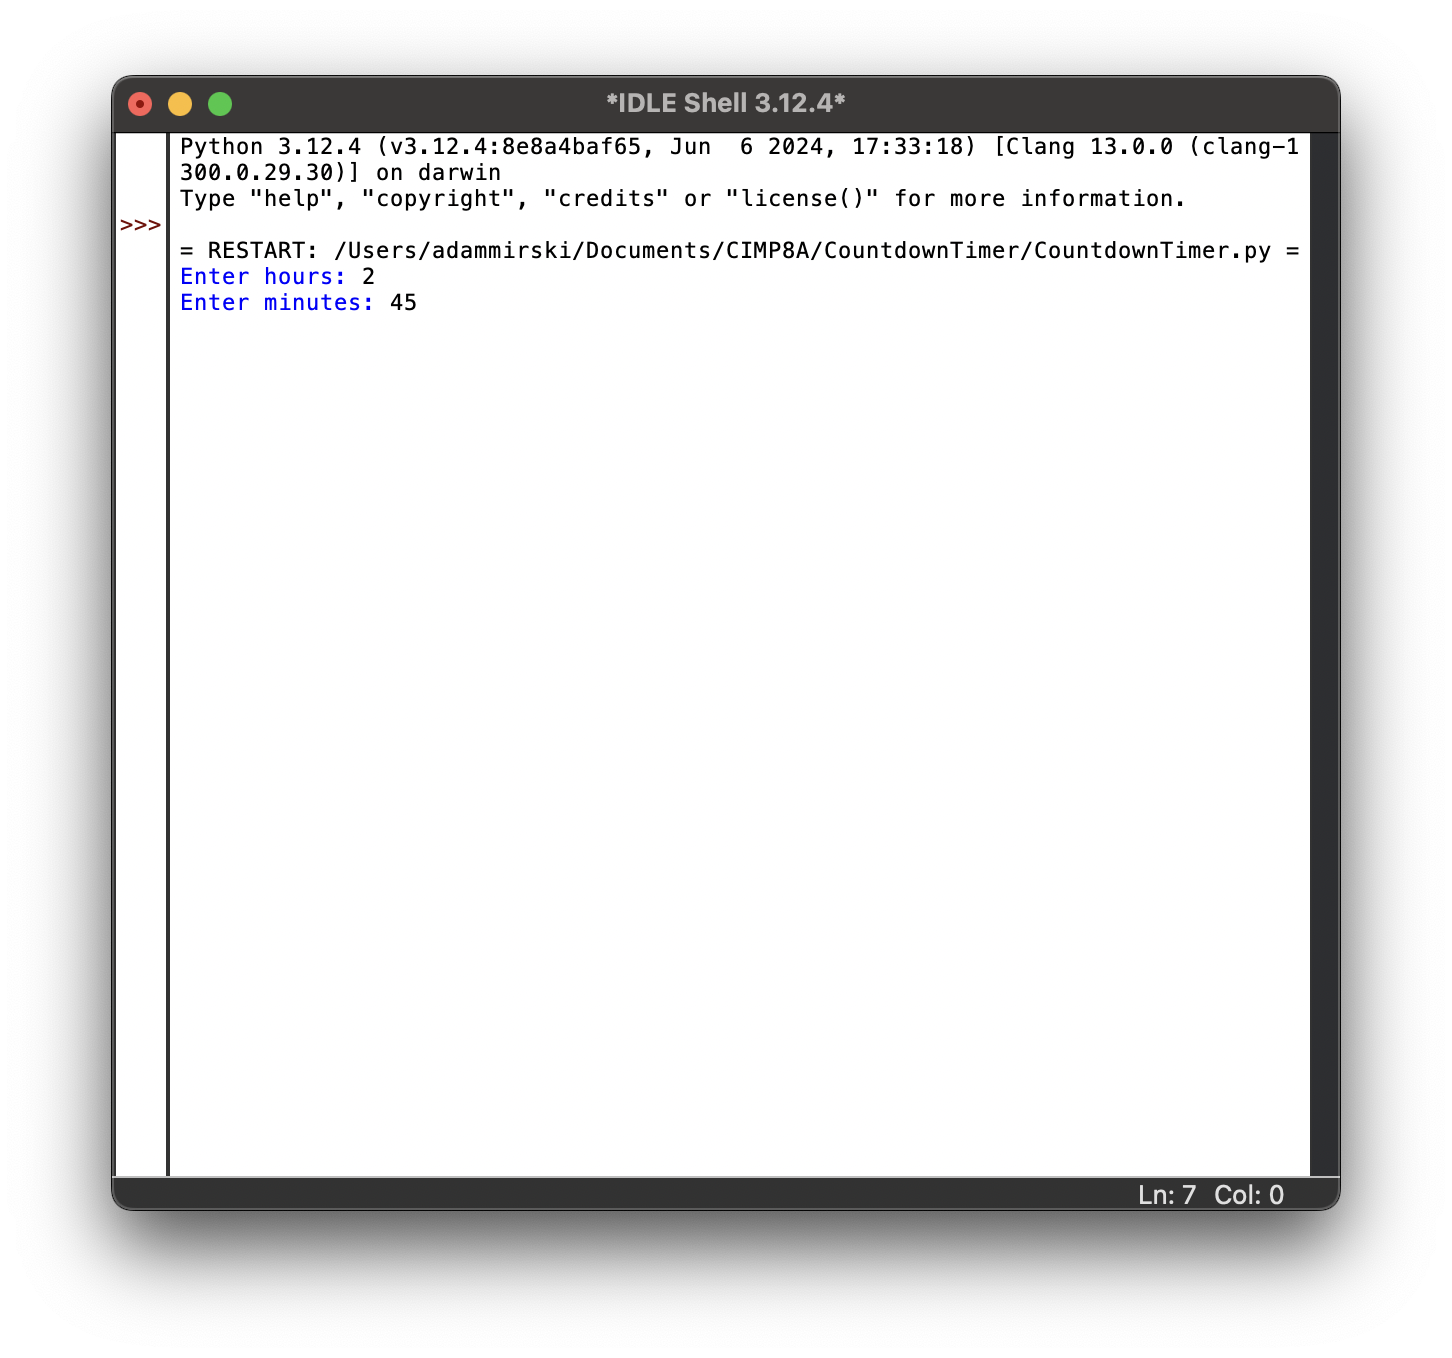 *IDLE Shell 3.12.4*
Python 3.12.4 (v3.12.4:8e8a4baf65, Jun  6 2024, 17:33:18) [Clang 13.0.0 (clang-1
300.0.29.30)] on darwin
Type "help", "copyright", "credits" or "license()" for more information.
>>>
= RESTART: /Users/adammirski/Documents/CIMP8A/CountdownTimer/CountdownTimer.py =
Enter hours: 2
Enter minutes: 45
Ln: 7  Col: 0